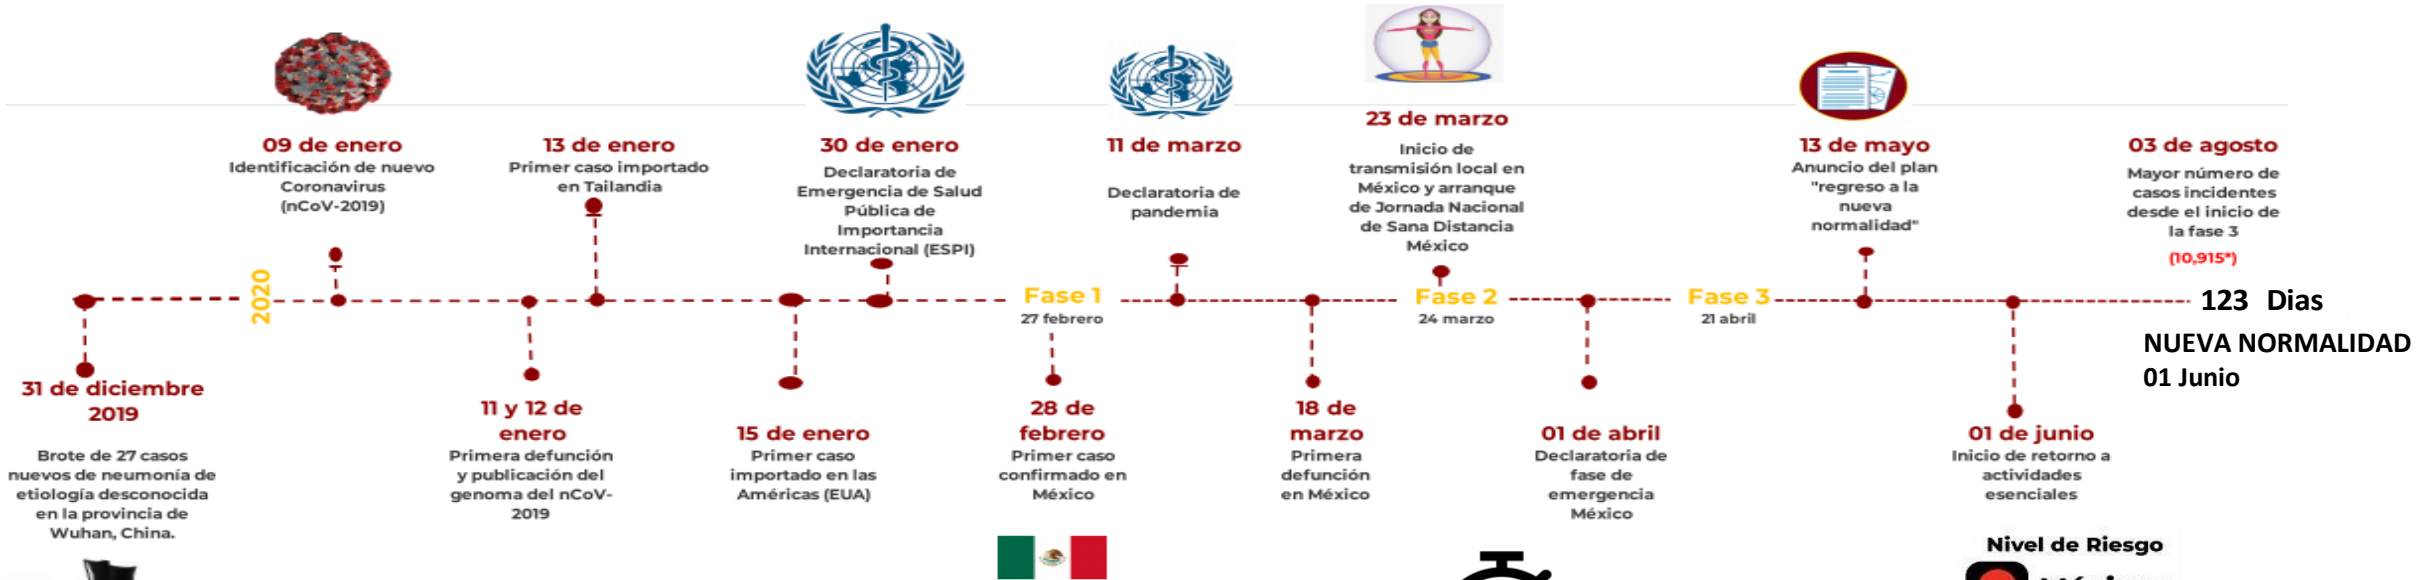 09 de enero
Identificación de nuevo
Coronavirus
(nCoV-2019)
13 de enero
Primer caso importado
en Tailandia
30 de enero
Declaratoria de
Emergencia de Salud
Pública de
Importancia
Internacional (ESPI)
11 de marzo
Declaratoria de
pandemia
23 de marzo
Inicio de
transmisión local en
México y arranque
de Jornada Nacional
de Sana Distancia
México
13 de mayo
Anuncio del plan
"regreso a la
nueva
normalidad"
03 de agosto
Mayor número de
casos incidentes
desde el inicio de
la fase 3
(10,915*)
2020
Fase 1
27 febrero
Fase 2
24 marzo
Fase 3
21 abril
123 Dias
NUEVA NORMALIDAD
01 Junio
31 de diciembre
2019
Brote de 27 casos
nuevos de neumonía de
etiología desconocida
en la provincia de
Wuhan, China.
11 y 12 de
enero
Primera defunción
y publicación del
genoma del nCoV-
2019
15 de enero
Primer caso
importado en las
Américas (EUA)
28 de
febrero
Primer caso
confirmado en
México
18 de
marzo
Primera
defunción
en México
01 de abril
Declaratoria de
fase de
emergencia
México
01 de junio
Inicio de retorno a
actividades
esenciales
Nivel de Riesgo